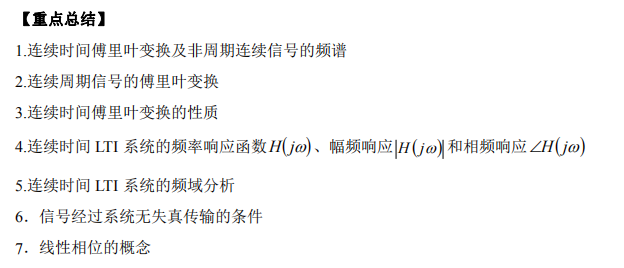 【重点总结】
1.连续时间傅里叶变换及非周期连续信号的频谱
2.连续周期信号的傅里叶变换
3.连续时间傅里叶变换的性质
4.连续时间 LTI 系统的频率响应函数H(jω)、幅频响应|H(jω)|和相频响应∠H(jω)
5.连续时间 LTI 系统的频域分析
6．信号经过系统无失真传输的条件
7．线性相位的概念